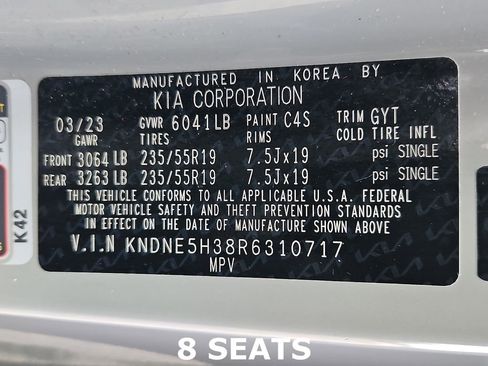 MANUFACTURED IN KOREA BY
KIA CORPORATION
03/23 GVWR 6041LB PAINT C4S TRIM GYT
GAWR TIRES RIMS COLD TIRE INFL
FRONT 3064 LB 235/55R19 7.5Jx19 psi SINGLE
REAR 3263 LB 235/55R19 7.5Jx19 psi SINGLE
THIS VEHICLE CONFORMS TO ALL APPLICABLE U.S.A. FEDERAL
MOTOR VEHICLE SAFETY AND THEFT PREVENTION STANDARDS
IN EFFECT ON THE DATE OF MANUFACTURE SHOWN ABOVE
V.I.N KNDNE5H38R6310717
MPV
K42
8 SEATS